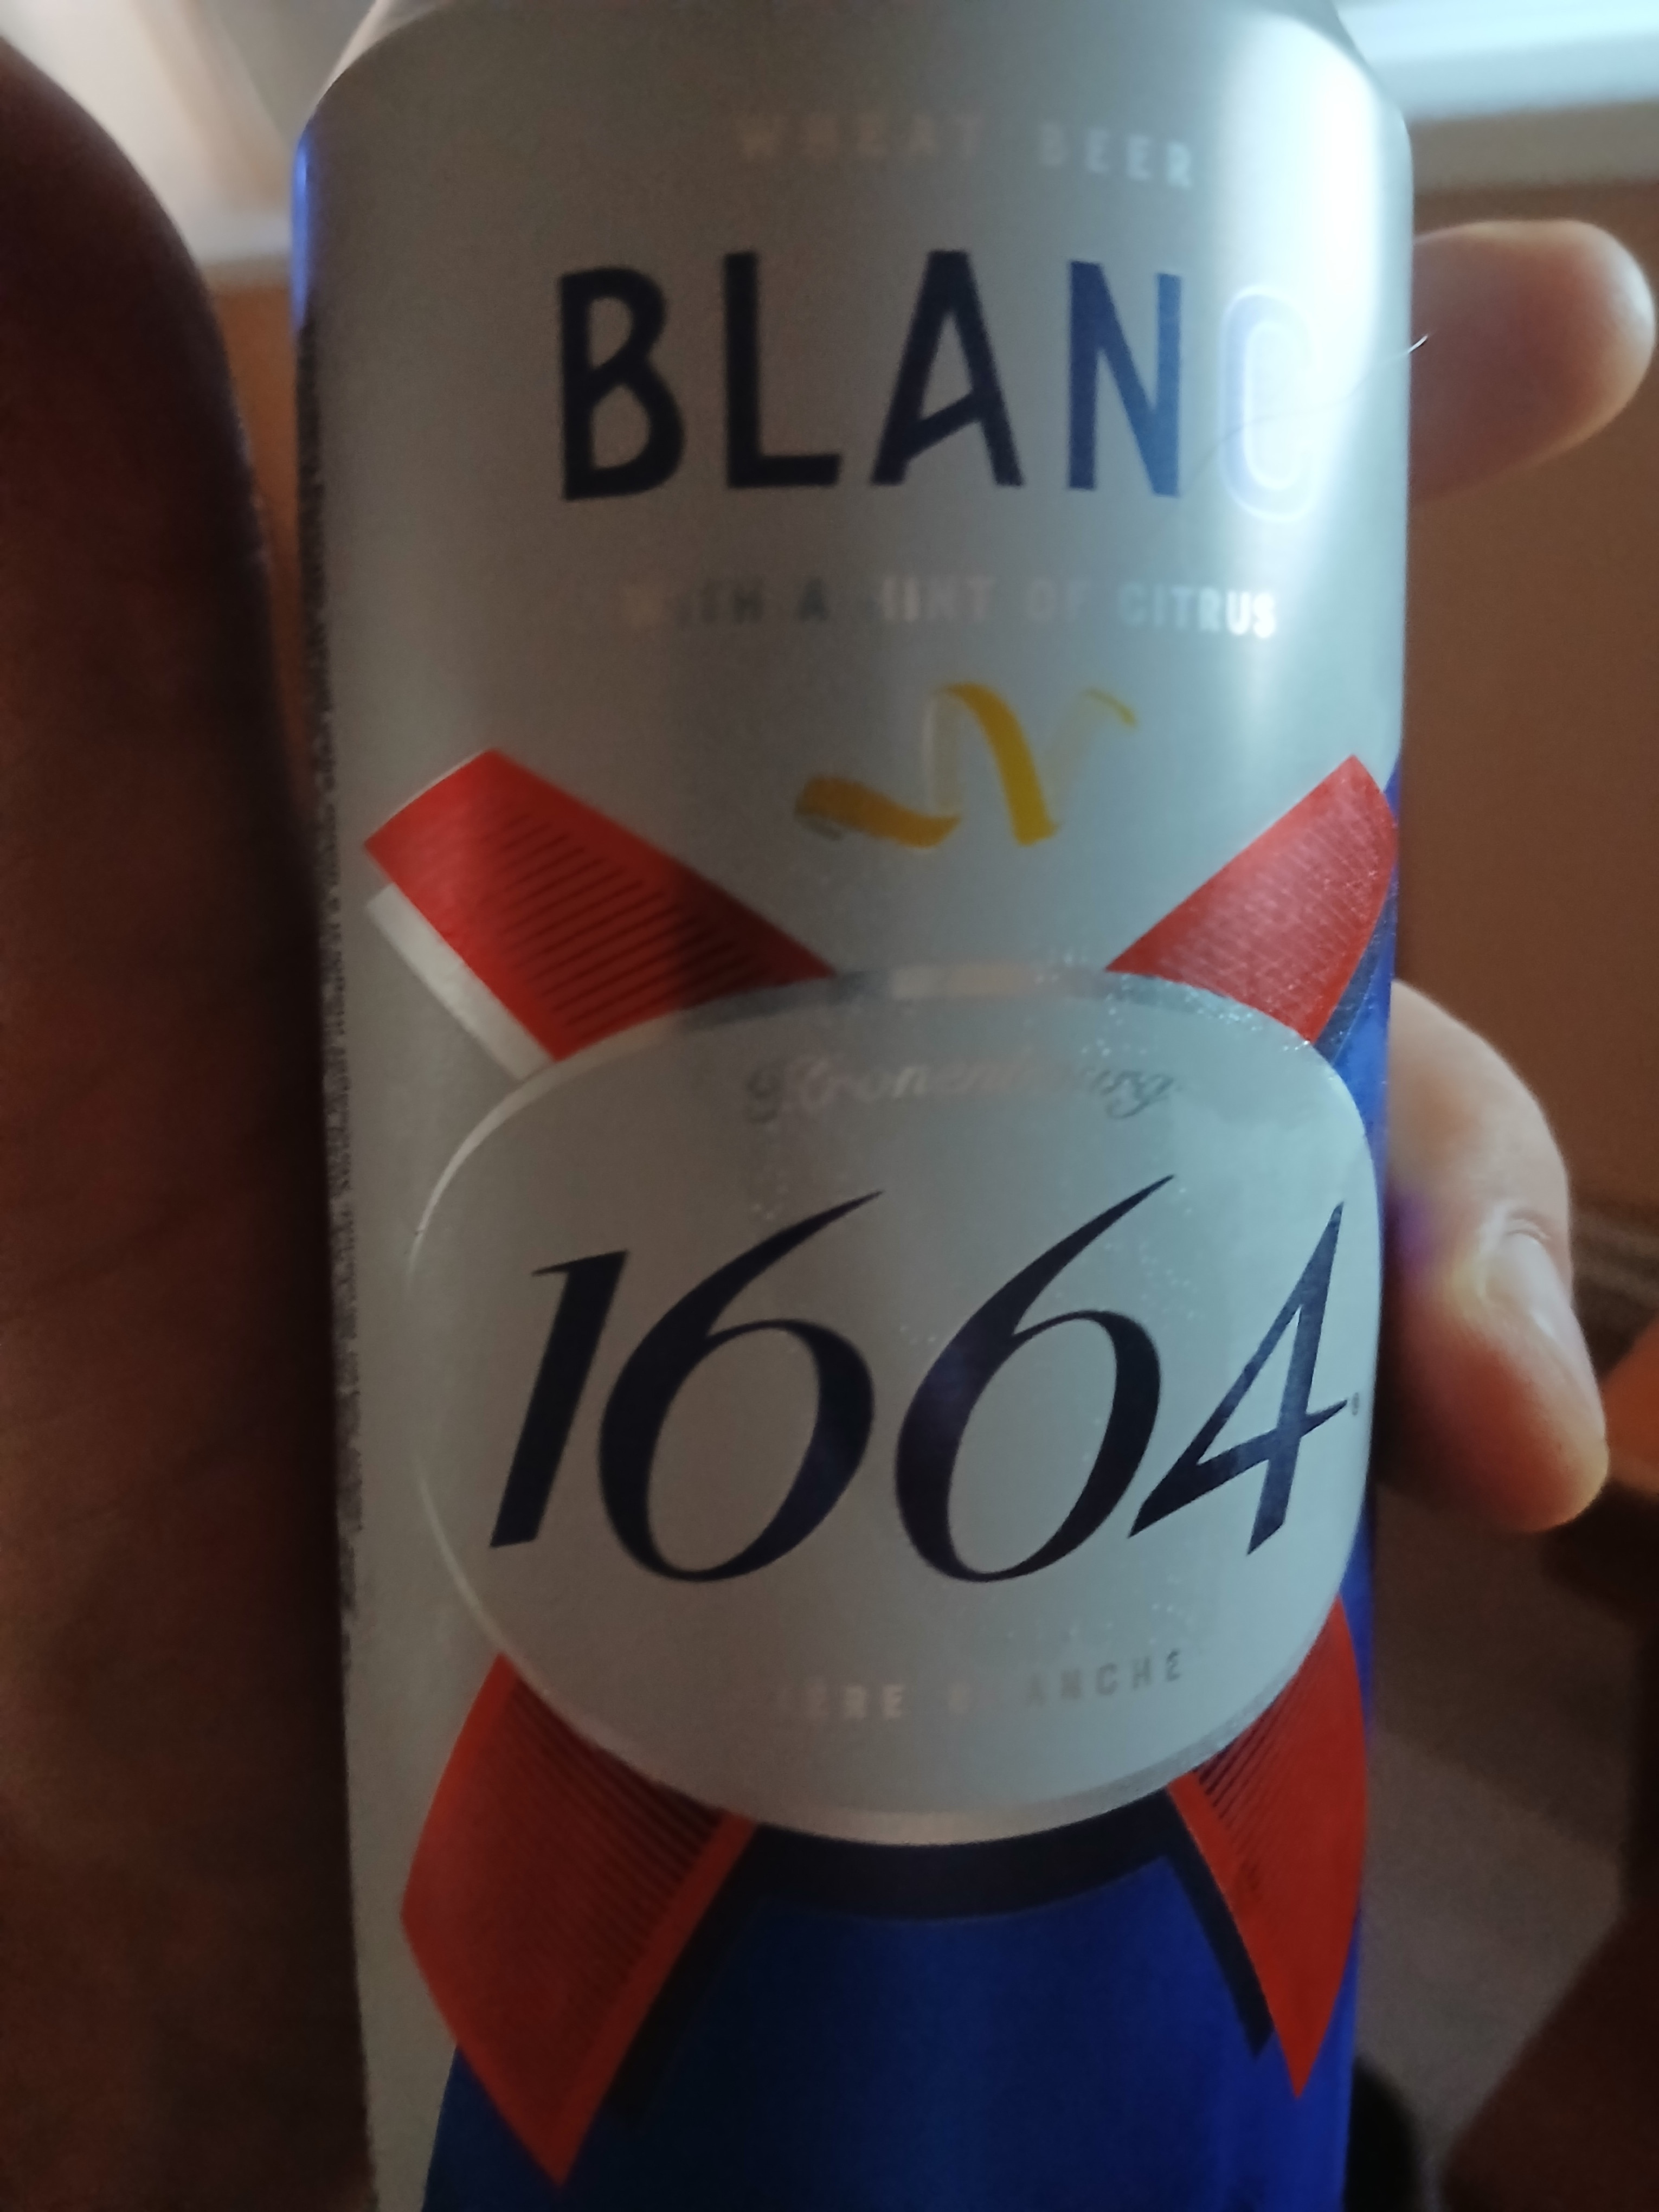 WHEAT BEER
BLANC
WITH A HINT OF CITRUS
Kronenbourg
1664
BIÈRE BLANCHE